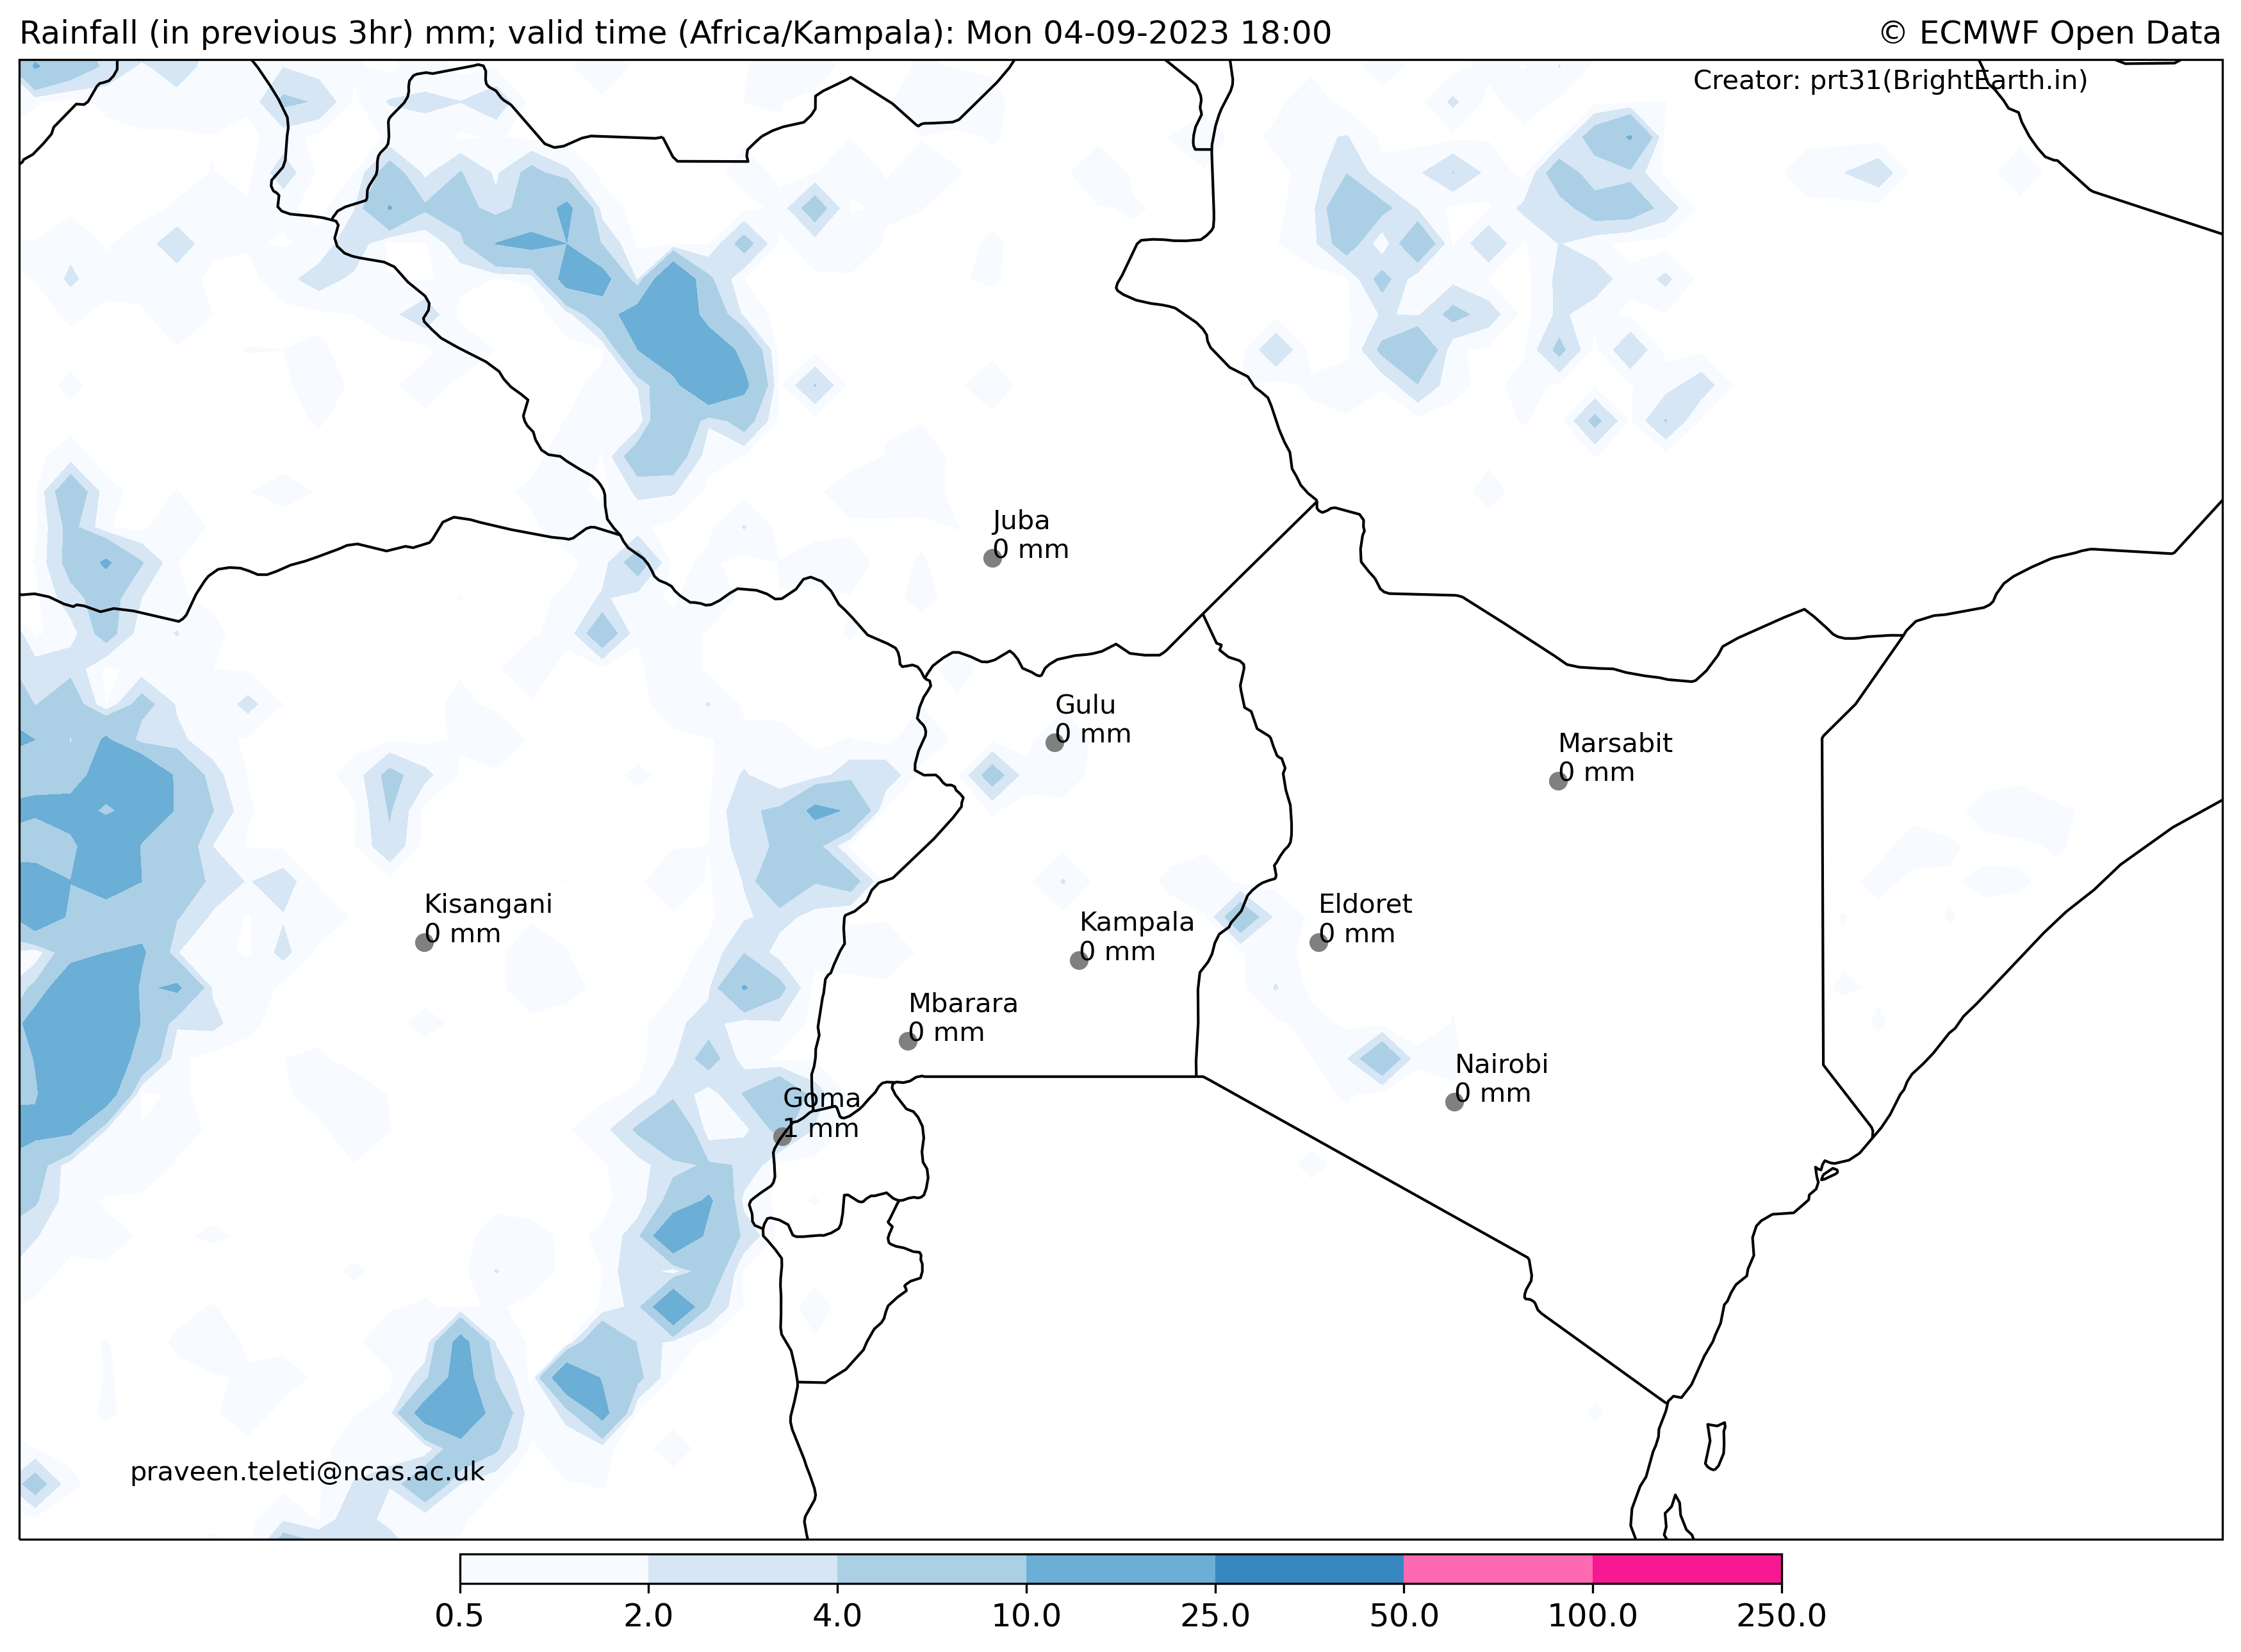 Rainfall (in previous 3hr) mm; valid time (Africa/Kampala): Mon 04-09-2023 18:00
© ECMWF Open Data
Creator: prt31(BrightEarth.in)
Juba
0 mm
Gulu
0 mm
Marsabit
0 mm
Kisangani
0 mm
Eldoret
0 mm
Kampala
0 mm
Mbarara
0 mm
Nairobi
0 mm
Goma
1 mm
praveen.teleti@ncas.ac.uk
0.5 2.0 4.0 10.0 25.0 50.0 100.0 250.0